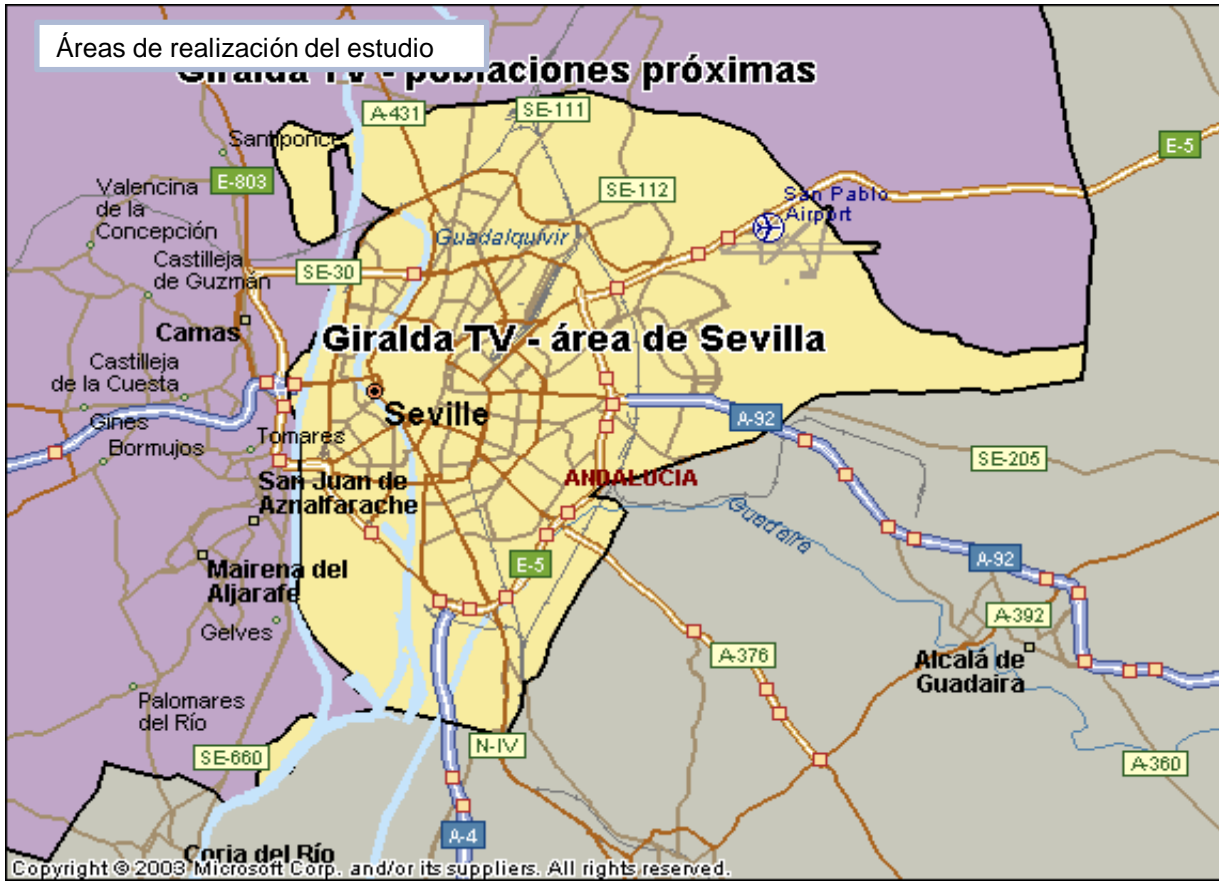 Áreas de realización del estudio
Giralda TV - poblaciones próximas
A-431
SE-111
Santiponce
E-5
E-803
SE-112
Valencina
de la
Concepción
San Pablo
Airport
Guadalquivir
Castilleja
de Guzmán
SE-30
Camas
Giralda TV - área de Sevilla
Castilleja
de la Cuesta
Seville
A-92
Gines
Tomares
Bormujos
SE-205
ANDALUCIA
San Juan de
Aznalfarache
Guadaira
E-5
A-92
Mairena del
Aljarafe
A-392
Gelves
A-376
Alcalá de
Guadaira
Palomares
del Río
N-IV
SE-660
A-360
A-4
Coria del Río
Copyright © 2003 Microsoft Corp. and/or its suppliers. All rights reserved.